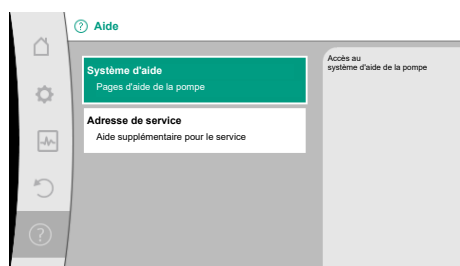 Aide
Système d'aide
Pages d'aide de la pompe
Adresse de service
Aide supplémentaire pour le service
Accès au
système d'aide de la pompe